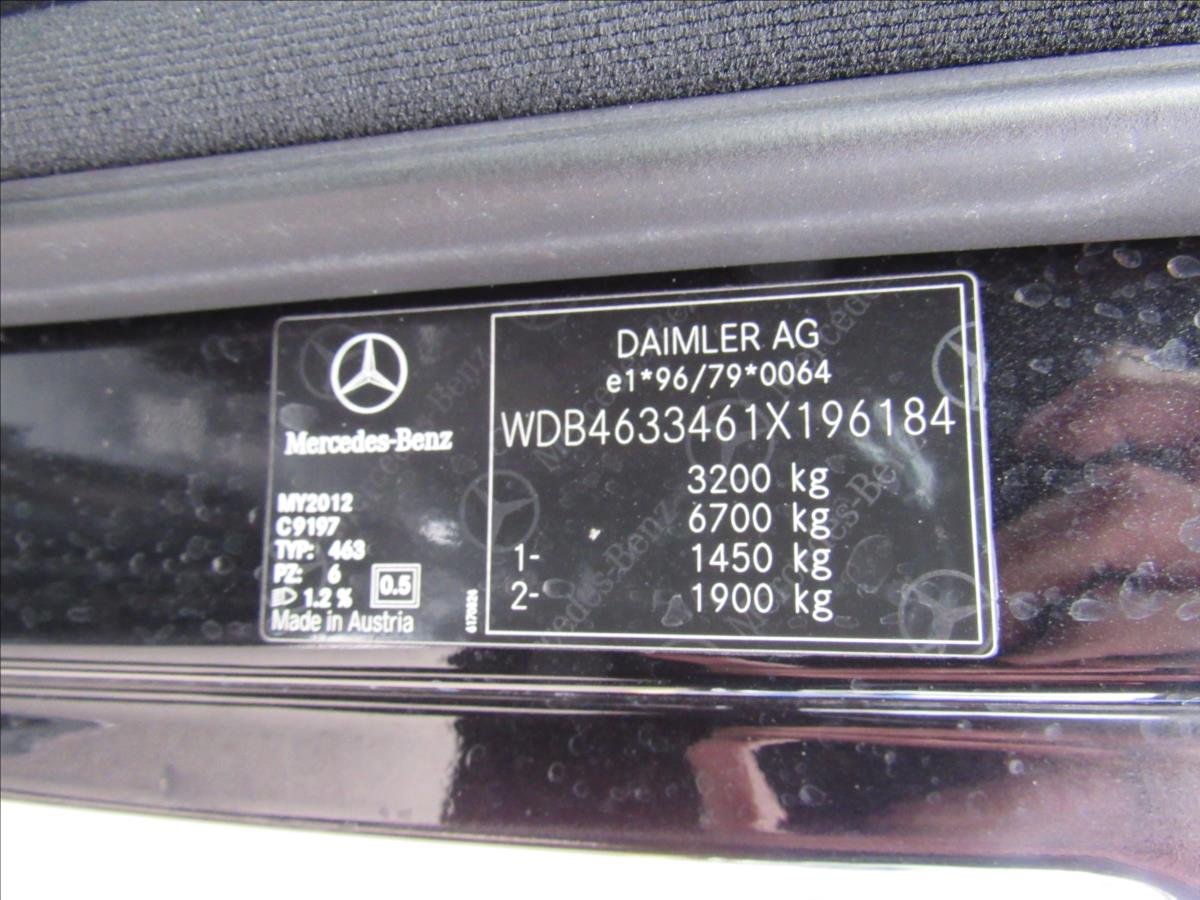 Mercedes-Benz
MY2012
C9197
TYP: 463
PZ: 6
1.2 %
0.5
Made in Austria
6170824
DAIMLER AG
e1*96/79*0064
WDB4633461X196184
3200 kg
6700 kg
1- 1450 kg
2- 1900 kg